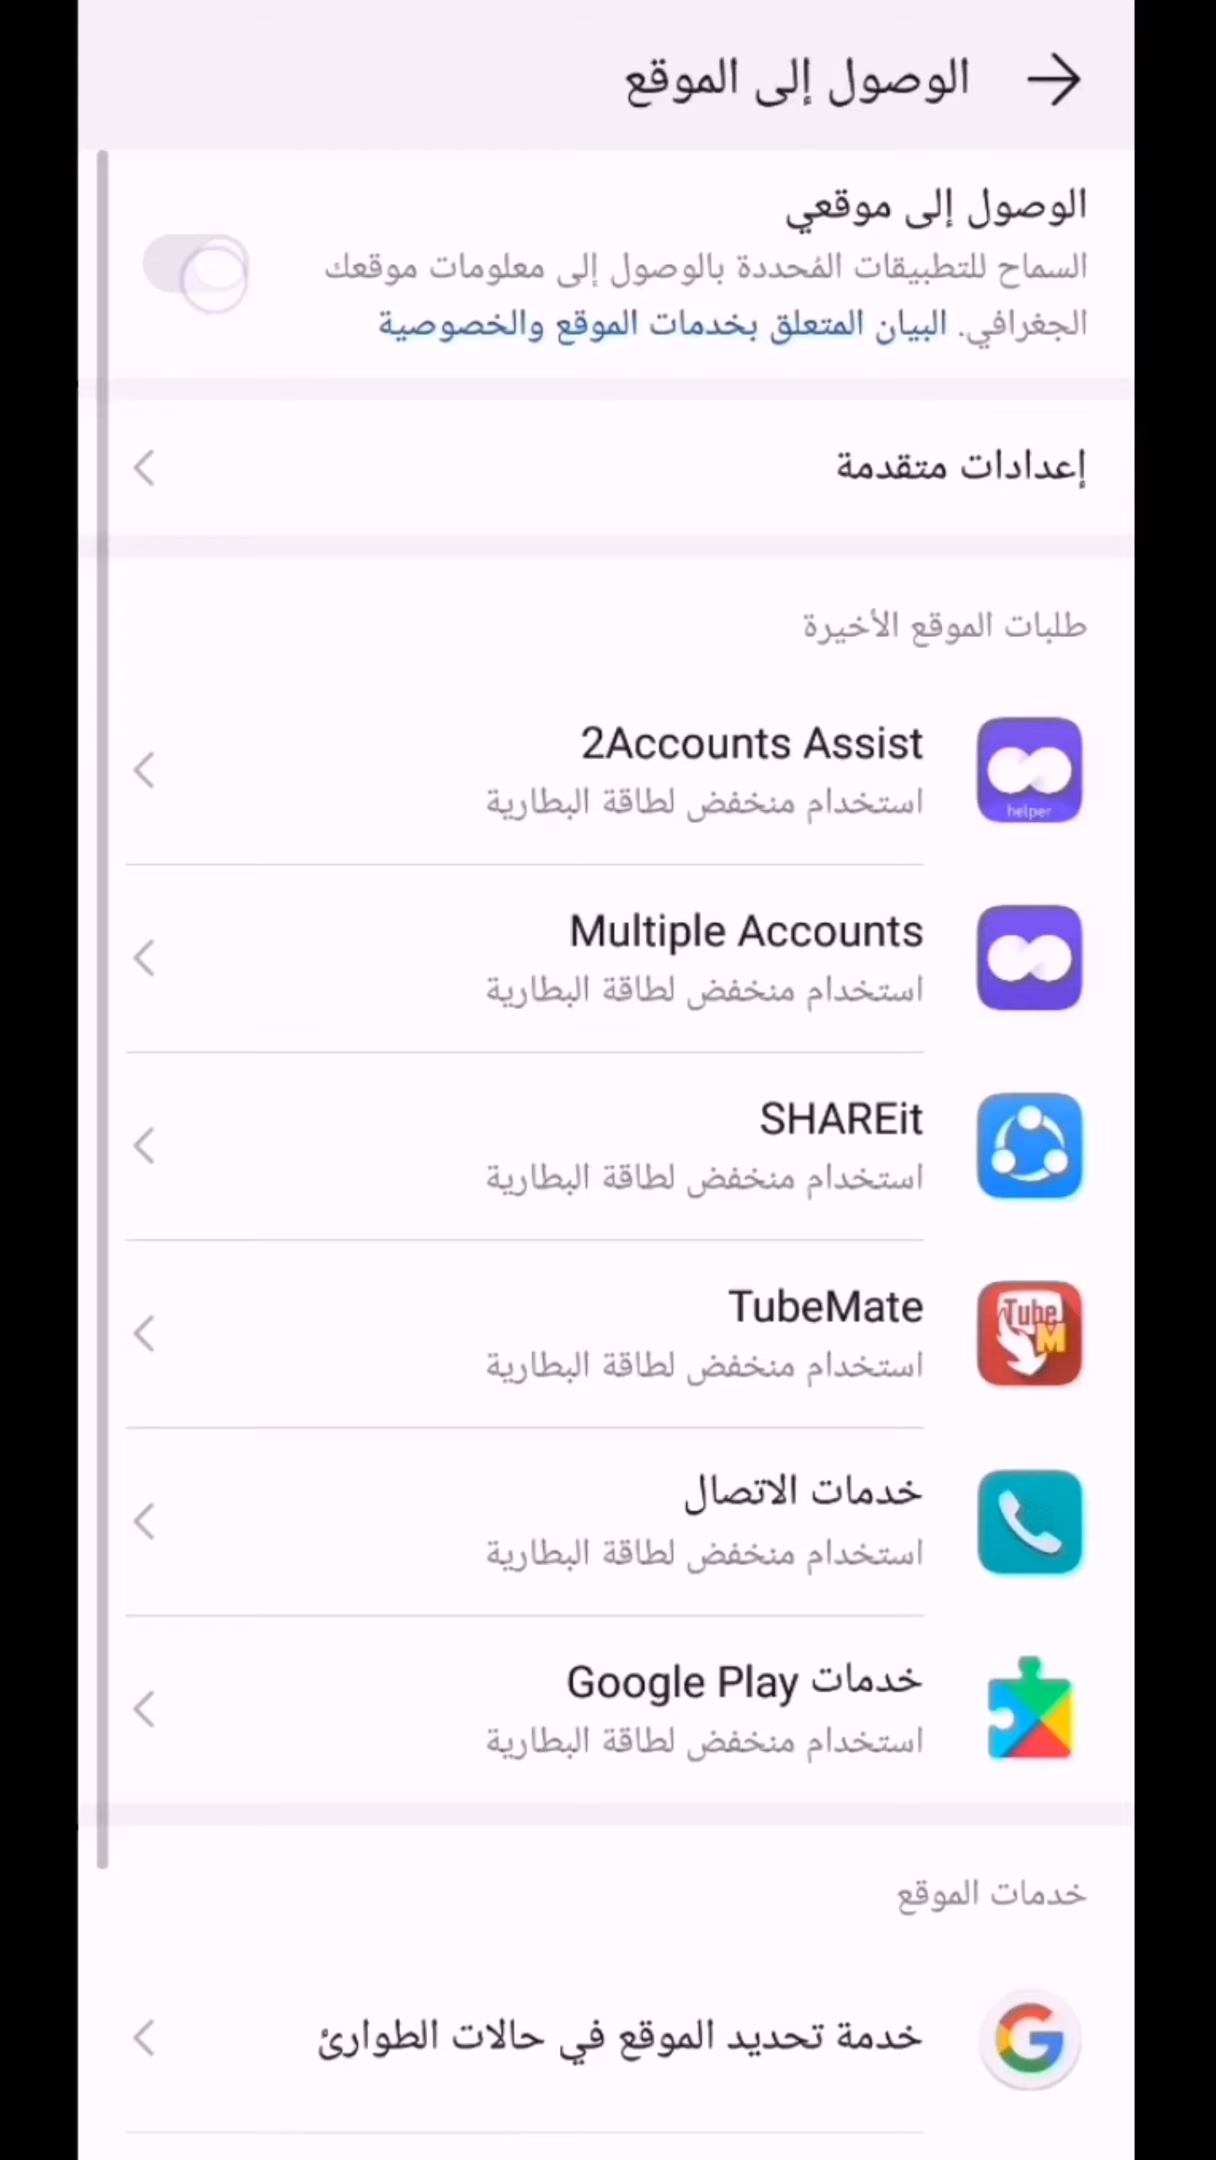 الوصول إلى الموقع
الوصول إلى موقعي
السماح للتطبيقات المُحددة بالوصول إلى معلومات موقعك
الجغرافي. البيان المتعلق بخدمات الموقع والخصوصية
إعدادات متقدمة
طلبات الموقع الأخيرة
2Accounts Assist
استخدام منخفض لطاقة البطارية
helper
Multiple Accounts
استخدام منخفض لطاقة البطارية
SHAREit
استخدام منخفض لطاقة البطارية
TubeMate
استخدام منخفض لطاقة البطارية
Tube
M
خدمات الاتصال
استخدام منخفض لطاقة البطارية
خدمات Google Play
استخدام منخفض لطاقة البطارية
خدمات الموقع
خدمة تحديد الموقع في حالات الطوارئ
G